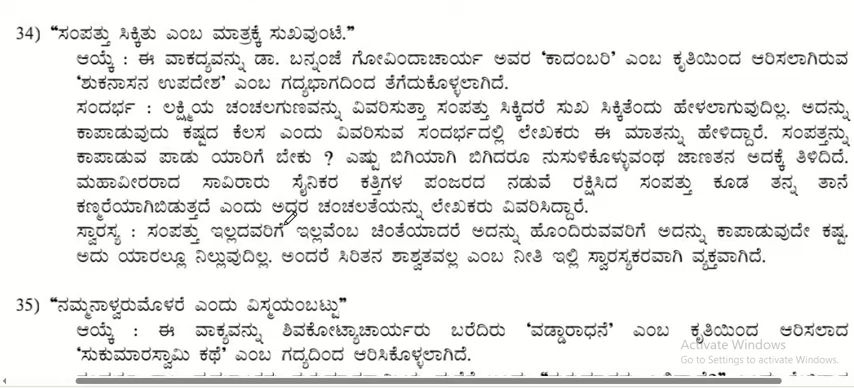 34) “ಸಂಪತ್ತು ಸಿಕ್ಕಿತು ಎಂಬ ಮಾತ್ರಕ್ಕೆ ಸುಖವುಂಟೆ.”
ಆಯ್ಕೆ : ಈ ವಾಕದ್ಯವನ್ನು ಡಾ. ಬನ್ನಂಜೆ ಗೋವಿಂದಾಚಾರ್ಯ ಅವರ ‘ಕಾದಂಬರಿ’ ಎಂಬ ಕೃತಿಯಿಂದ ಆರಿಸಲಾಗಿರುವ
‘ಶುಕನಾಸನ ಉಪದೇಶ’ ಎಂಬ ಗದ್ಯಭಾಗದಿಂದ ತೆಗೆದುಕೊಳ್ಳಲಾಗಿದೆ.
ಸಂದರ್ಭ : ಲಕ್ಷ್ಮಿಯ ಚಂಚಲಗುಣವನ್ನು ವಿವರಿಸುತ್ತಾ ಸಂಪತ್ತು ಸಿಕ್ಕಿದರೆ ಸುಖ ಸಿಕ್ಕಿತೆಂದು ಹೇಳಲಾಗುವುದಿಲ್ಲ. ಅದನ್ನು
ಕಾಪಾಡುವುದು ಕಷ್ಟದ ಕೆಲಸ ಎಂದು ವಿವರಿಸುವ ಸಂದರ್ಭದಲ್ಲಿ ಲೇಖಕರು ಈ ಮಾತನ್ನು ಹೇಳಿದ್ದಾರೆ. ಸಂಪತ್ತನ್ನು
ಕಾಪಾಡುವ ಪಾಡು ಯಾರಿಗೆ ಬೇಕು ? ಎಷ್ಟು ಬಿಗಿಯಾಗಿ ಬಿಗಿದರೂ ನುಸುಳಿಕೊಳ್ಳುವಂಥ ಜಾಣತನ ಅದಕ್ಕೆ ತಿಳಿದಿದೆ.
ಮಹಾವೀರರಾದ ಸಾವಿರಾರು ಸೈನಿಕರ ಕತ್ತಿಗಳ ಪಂಜರದ ನಡುವೆ ರಕ್ಷಿಸಿದ ಸಂಪತ್ತು ಕೂಡ ತನ್ನ ತಾನೆ
ಕಣ್ಮರೆಯಾಗಿಬಿಡುತ್ತದೆ ಎಂದು ಅದ್ದರ ಚಂಚಲತೆಯನ್ನು ಲೇಖಕರು ವಿವರಿಸಿದ್ದಾರೆ.
ಸ್ವಾರಸ್ಯ : ಸಂಪತ್ತು ಇಲ್ಲದವರಿಗೆ ಇಲ್ಲವೆಂಬ ಚಿಂತೆಯಾದರೆ ಅದನ್ನು ಹೊಂದಿರುವವರಿಗೆ ಅದನ್ನು ಕಾಪಾಡುವುದೇ ಕಷ್ಟ.
ಅದು ಯಾರಲ್ಲೂ ನಿಲ್ಲುವುದಿಲ್ಲ. ಅಂದರೆ ಸಿರಿತನ ಶಾಶ್ವತವಲ್ಲ ಎಂಬ ನೀತಿ ಇಲ್ಲಿ ಸ್ವಾರಸ್ಯಕರವಾಗಿ ವ್ಯಕ್ತವಾಗಿದೆ.
35) “ನಮ್ಮನಾಳ್ವರುಮೊಳರೆ ಎಂದು ವಿಸ್ಮಯಂಬಟ್ಟು”
ಆಯ್ಕೆ : ಈ ವಾಕ್ಯವನ್ನು ಶಿವಕೋಟ್ಯಾಚಾರ್ಯರು ಬರೆದಿರು ‘ವಡ್ಡಾರಾಧನೆ’ ಎಂಬ ಕೃತಿಯಿಂದ ಆರಿಸಲಾದ
‘ಸುಕುಮಾರಸ್ವಾಮಿ ಕಥೆ’ ಎಂಬ ಗದ್ಯದಿಂದ ಆರಿಸಿಕೊಳ್ಳಲಾಗಿದೆ.
Activate Windows
Go to Settings to activate Windows.